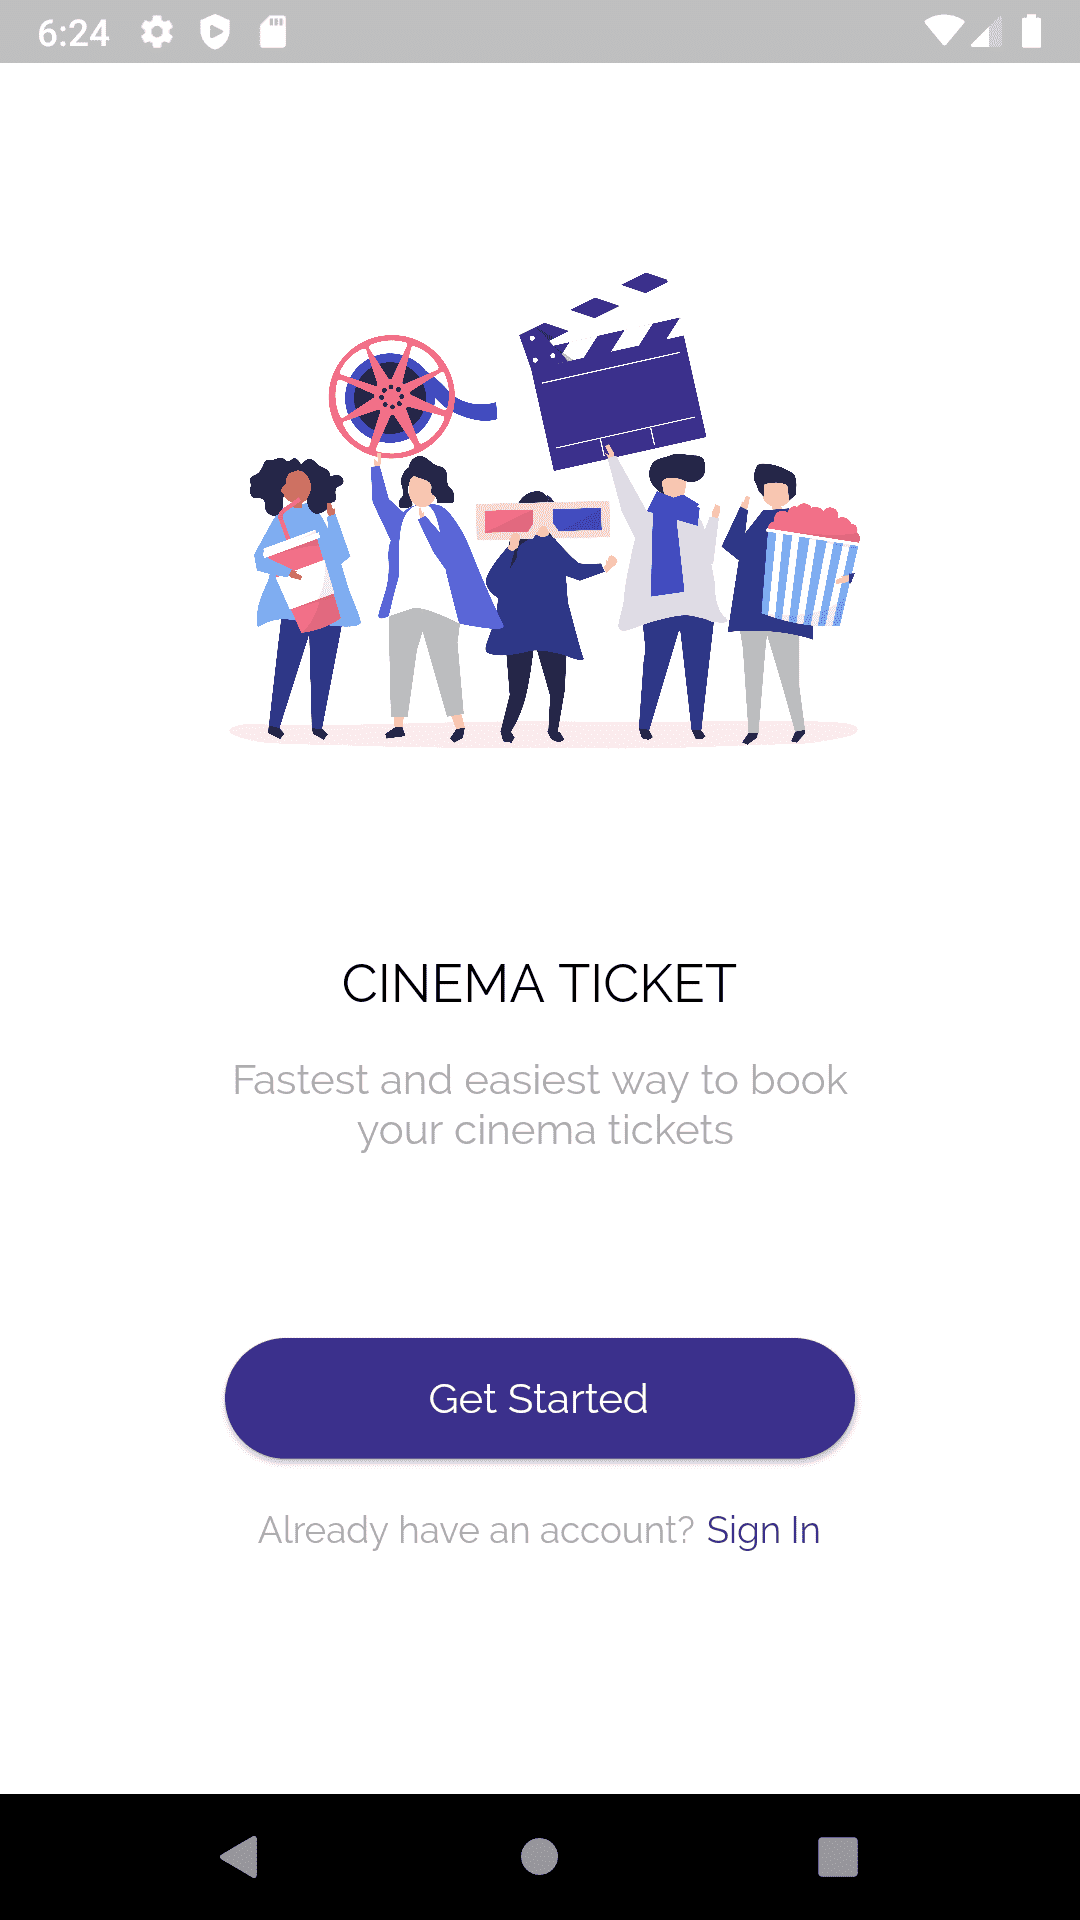 6:24
CINEMA TICKET
Fastest and easiest way to book
your cinema tickets
Get Started
Already have an account? Sign In